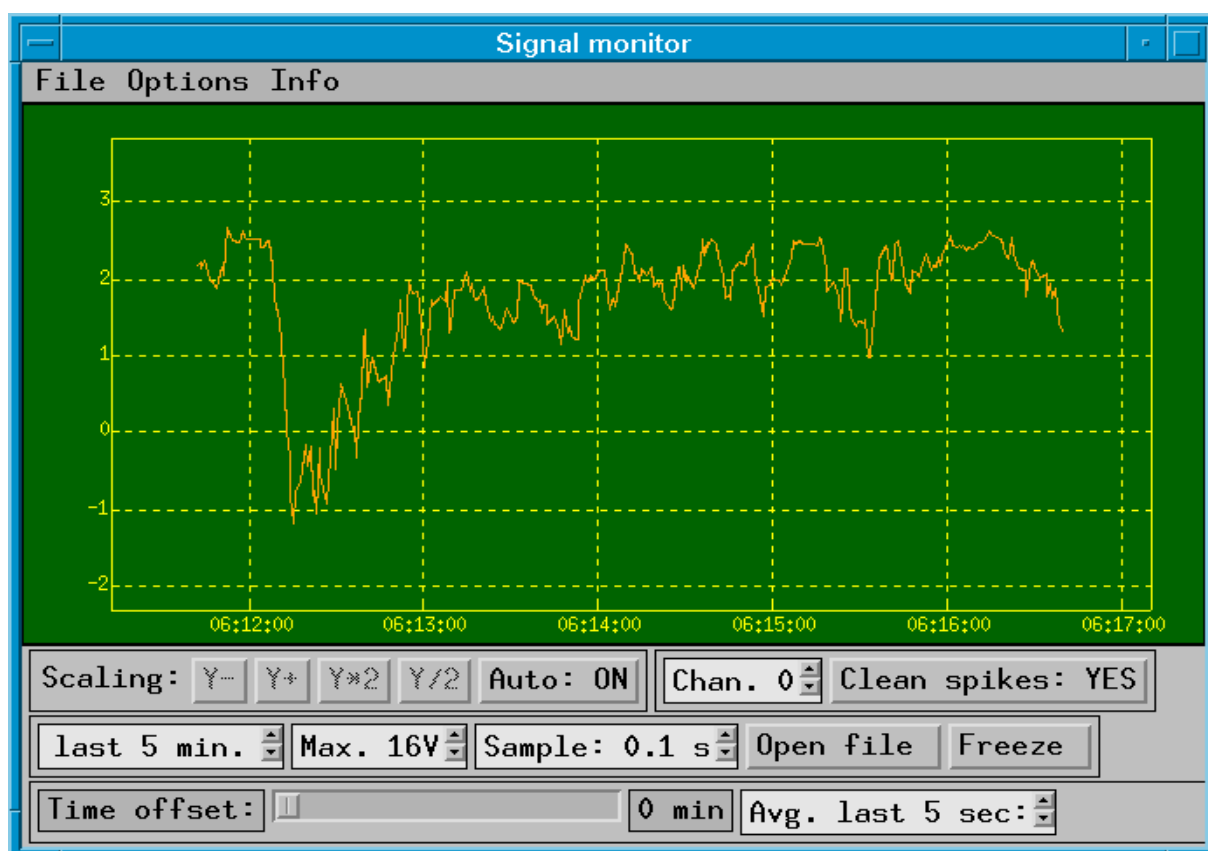 Signal monitor
File Options Info
3
2
1
0
-1
-2
06:12:00 06:13:00 06:14:00 06:15:00 06:16:00 06:17:00
Scaling: Y- Y+ Y*2 Y/2 Auto: ON Chan. 0 Clean spikes: YES
last 5 min. Max. 16V Sample: 0.1 s Open file Freeze
Time offset: 0 min Avg. last 5 sec: